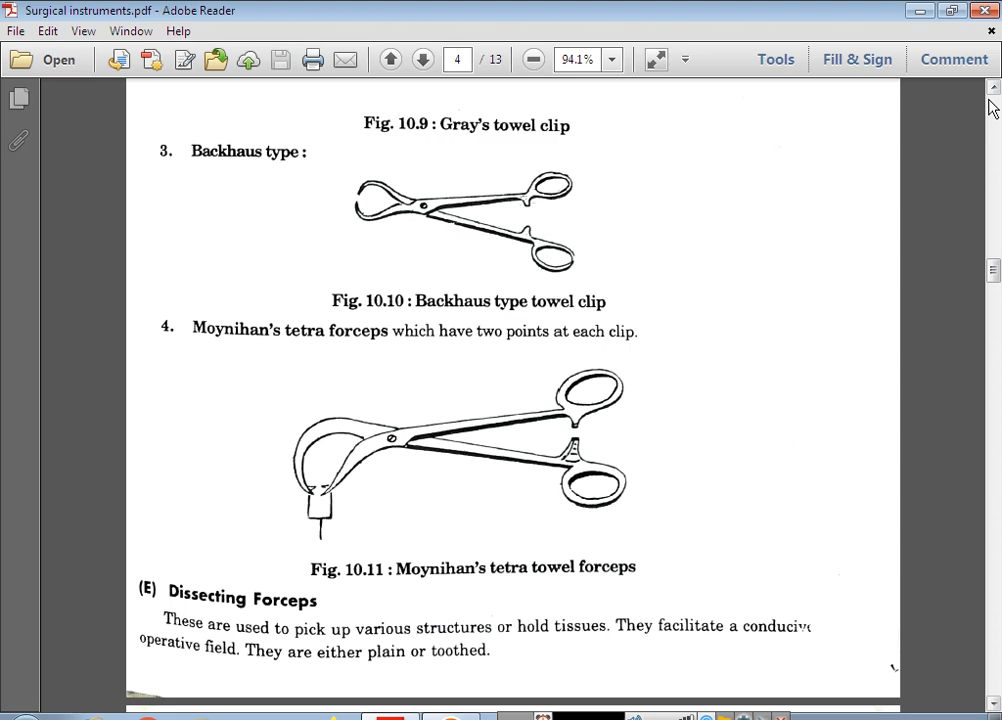 Surgical instruments.pdf - Adobe Reader
File Edit View Window Help
Open 4 / 13 94.1% Tools Fill & Sign Comment
Fig. 10.9 : Gray's towel clip
3. Backhaus type :
Fig. 10.10 : Backhaus type towel clip
4. Moynihan's tetra forceps which have two points at each clip.
Fig. 10.11 : Moynihan's tetra towel forceps
(E) Dissecting Forceps
These are used to pick up various structures or hold tissues. They facilitate a
operative field. They are either plain or toothed.